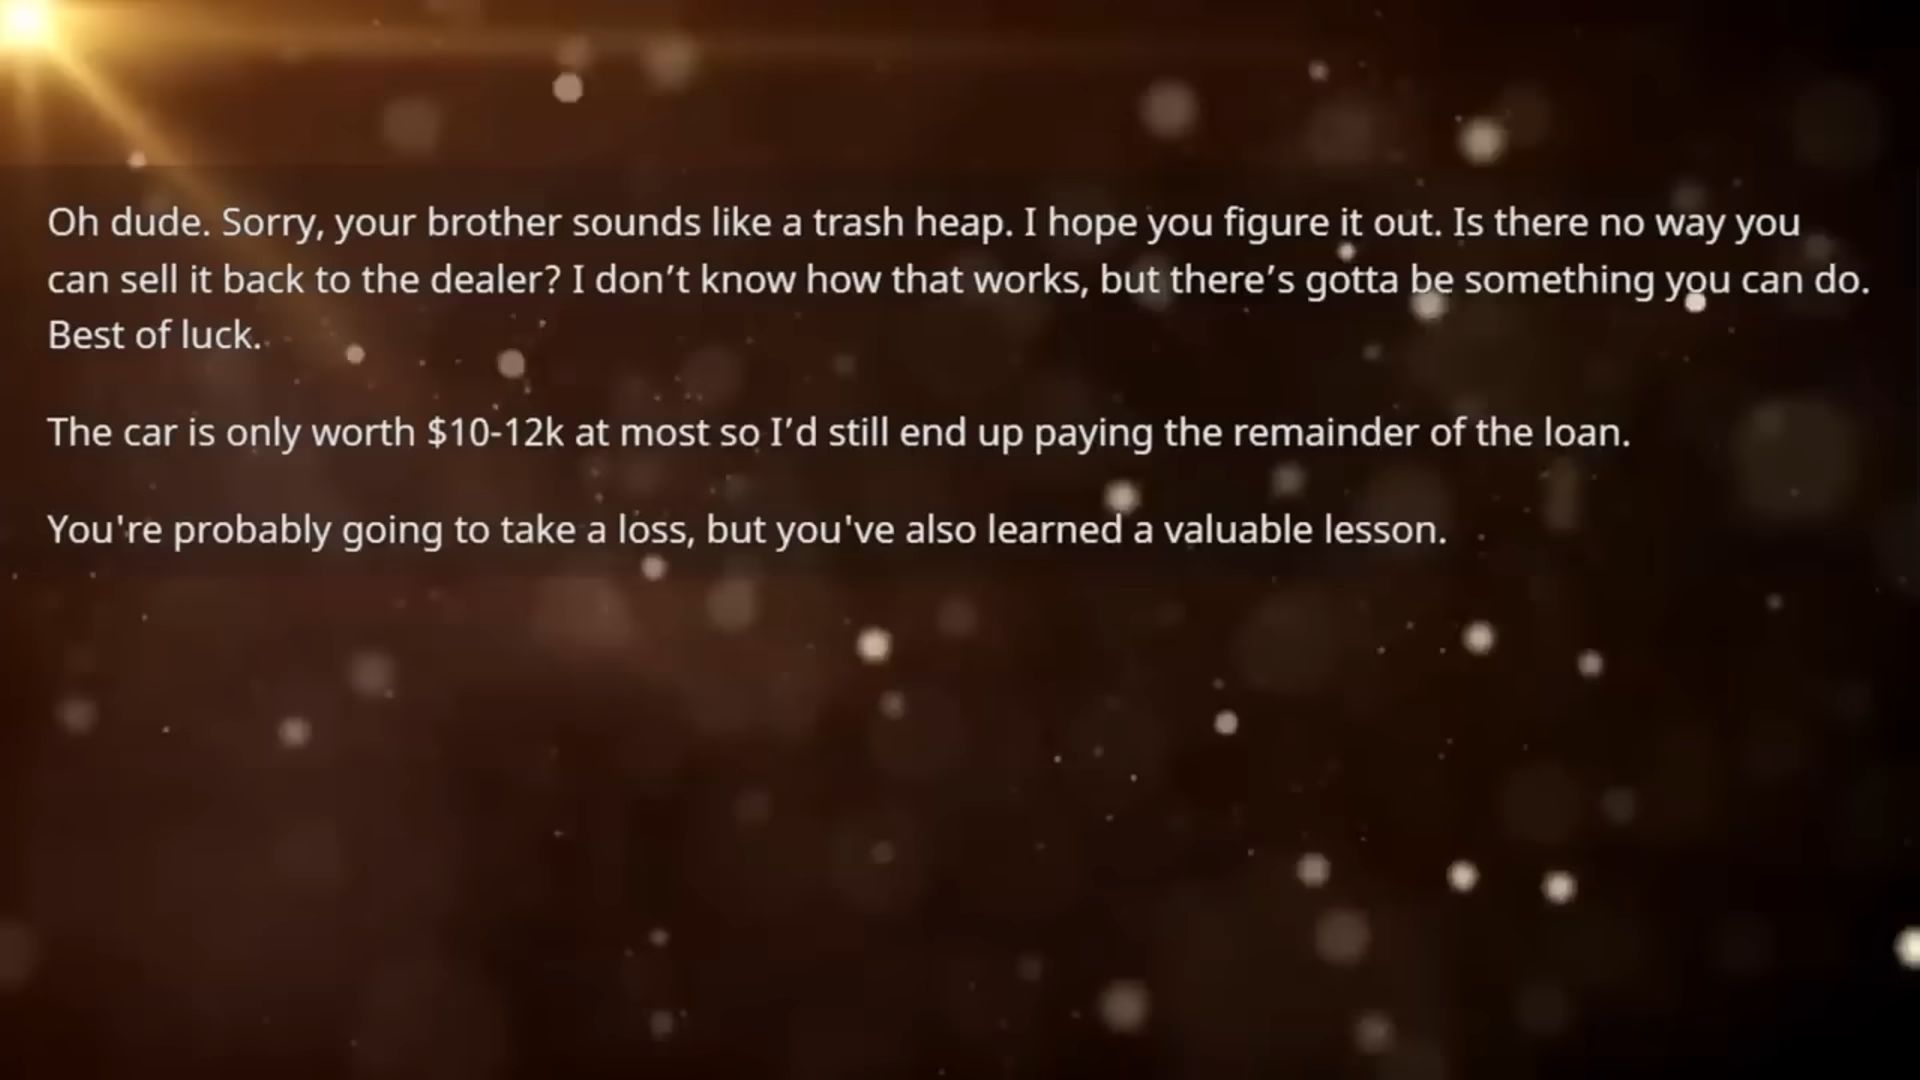 Oh dude. Sorry, your brother sounds like a trash heap. I hope you figure it out. Is there no way you
can sell it back to the dealer? I don’t know how that works, but there’s gotta be something you can do.
Best of luck.
The car is only worth $10-12k at most so I’d still end up paying the remainder of the loan.
You're probably going to take a loss, but you've also learned a valuable lesson.